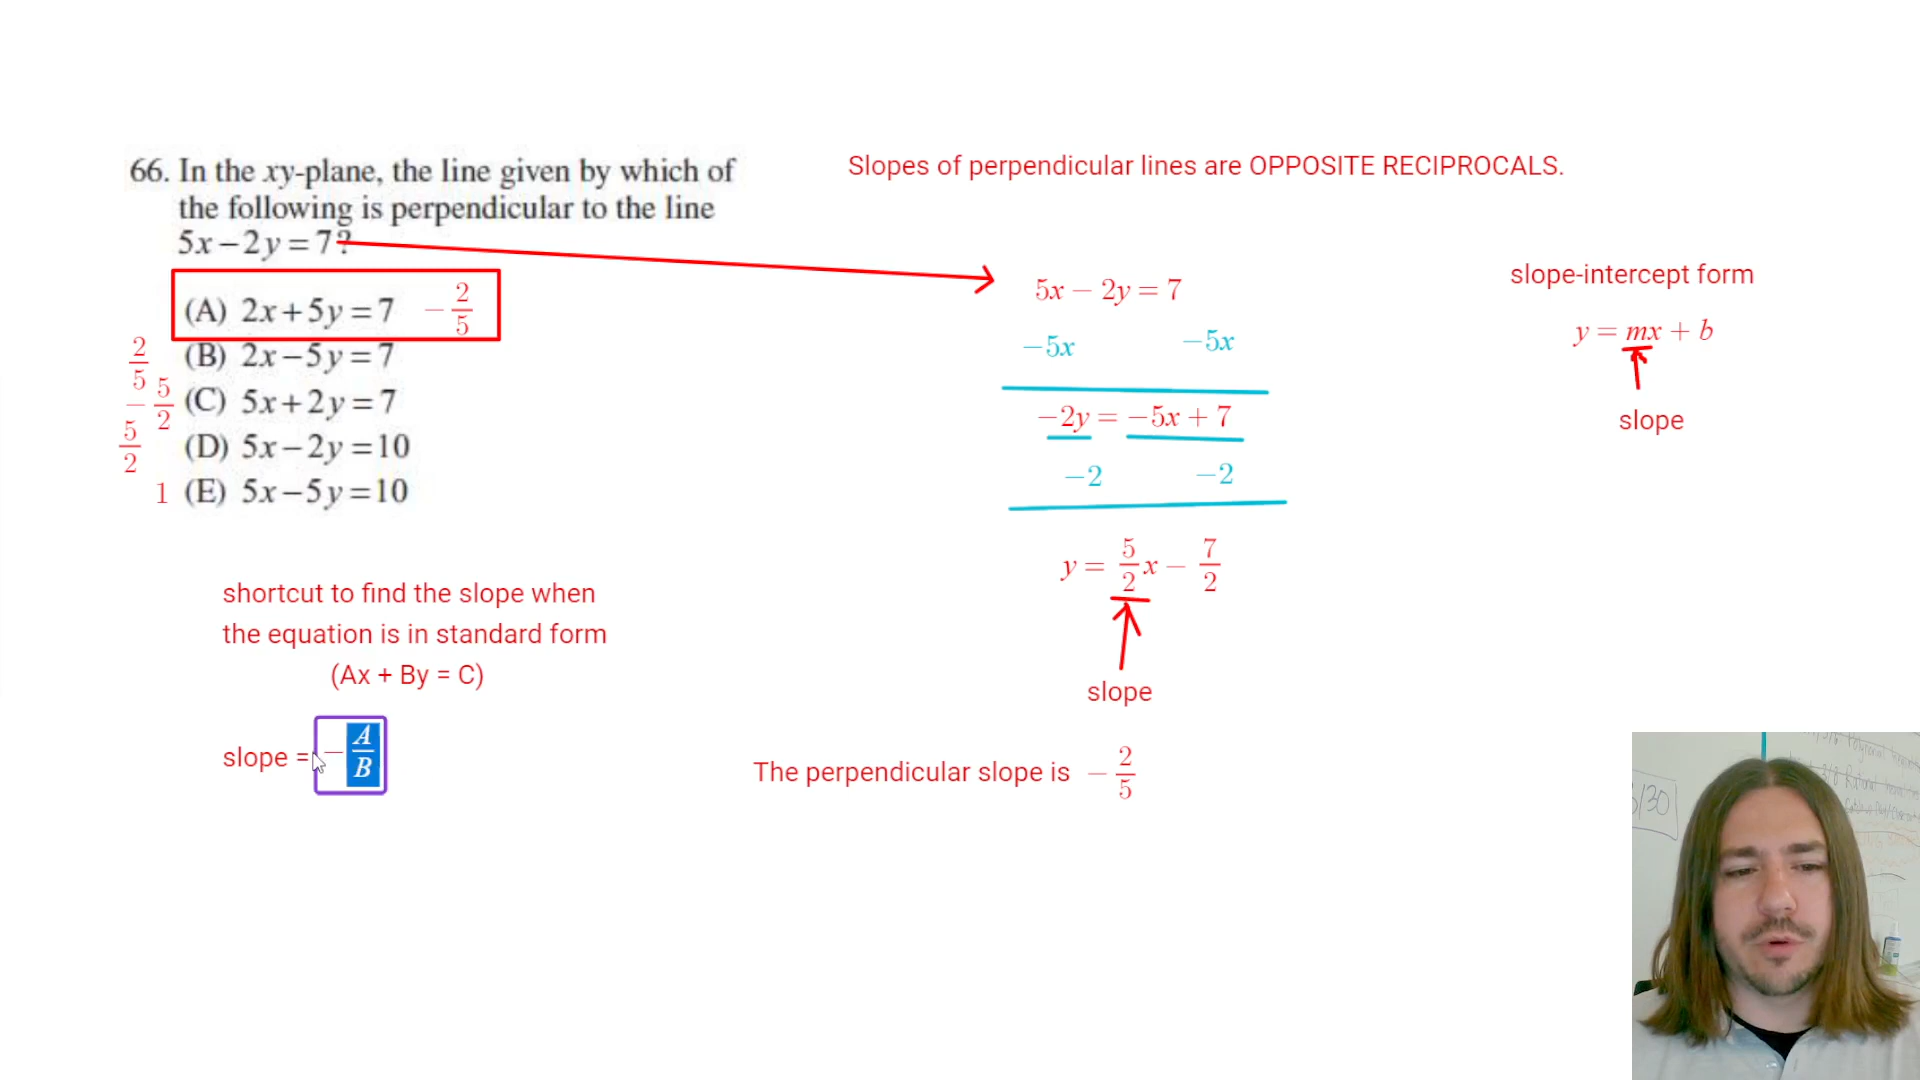 66. In the xy-plane, the line given by which of
the following is perpendicular to the line
5x – 2y = 7?
(A) 2x + 5y = 7 −2/5
2/5 (B) 2x – 5y = 7
−5/2 (C) 5x + 2y = 7
5/2 (D) 5x – 2y = 10
1 (E) 5x – 5y = 10
shortcut to find the slope when
the equation is in standard form
(Ax + By = C)
slope = −A/B
Slopes of perpendicular lines are OPPOSITE RECIPROCALS.
5x − 2y = 7
−5x −5x
−2y = −5x + 7
−2 −2
y = 5/2 x − 7/2
slope
The perpendicular slope is −2/5
slope-intercept form
y = mx + b
slope